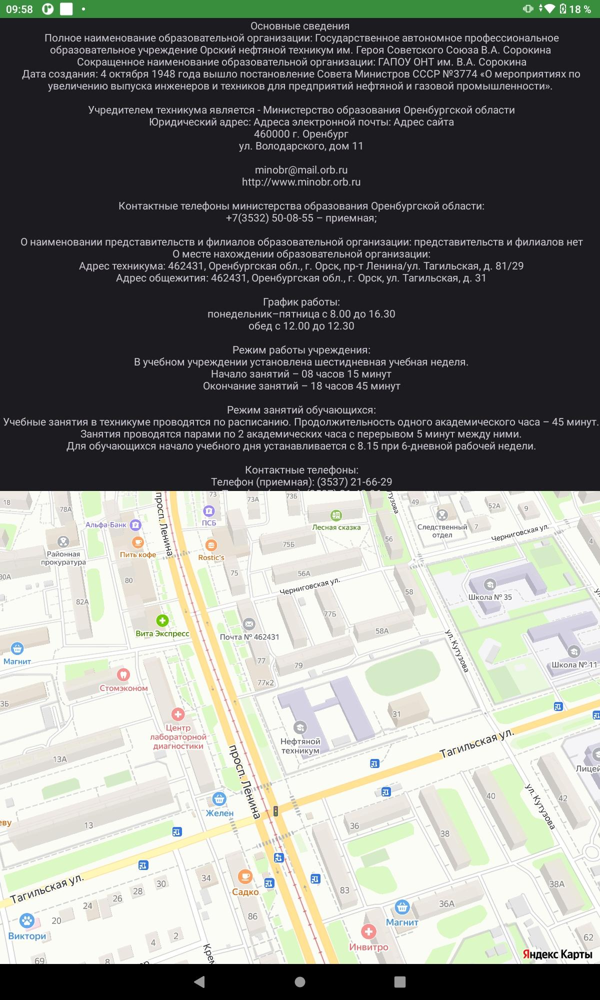 09:58
18 %
Основные сведения
Полное наименование образовательной организации: Государственное автономное профессиональное
образовательное учреждение Орский нефтяной техникум им. Героя Советского Союза В.А. Сорокина
Сокращенное наименование образовательной организации: ГАПОУ ОНТ им. В.А. Сорокина
Дата создания: 4 октября 1948 года вышло постановление Совета Министров СССР №3774 «О мероприятиях по
увеличению выпуска инженеров и техников для предприятий нефтяной и газовой промышленности».
Учредителем техникума является - Министерство образования Оренбургской области
Юридический адрес: Адреса электронной почты: Адрес сайта
460000 г. Оренбург
ул. Володарского, дом 11
minobr@mail.orb.ru
http://www.minobr.orb.ru
Контактные телефоны министерства образования Оренбургской области:
+7(3532) 50-08-55 – приемная;
О наименовании представительств и филиалов образовательной организации: представительств и филиалов нет
О месте нахождении образовательной организации:
Адрес техникума: 462431, Оренбургская обл., г. Орск, пр-т Ленина/ул. Тагильская, д. 81/29
Адрес общежития: 462431, Оренбургская обл., г. Орск, ул. Тагильская, д. 31
График работы:
понедельник–пятница с 8.00 до 16.30
обед с 12.00 до 12.30
Режим работы учреждения:
В учебном учреждении установлена шестидневная учебная неделя.
Начало занятий – 08 часов 15 минут
Окончание занятий – 18 часов 45 минут
Режим занятий обучающихся:
Учебные занятия в техникуме проводятся по расписанию. Продолжительность одного академического часа – 45 минут.
Занятия проводятся парами по 2 академических часа с перерывом 5 минут между ними.
Для обучающихся начало учебного дня устанавливается с 8.15 при 6-дневной рабочей недели.
Контактные телефоны:
Телефон (приемная): (3537) 21-66-29
18
78А
просп. Ленина
73
73А
73Б
утузова
49
52А
9
Альфа-Банк
ПСБ
Лесная сказка
Следственный
отдел
7
Черниговская ул.
4
56
75Б
Районная
прокуратура
Пить кофе
Rostic's
80А
80
75
56А
Черниговская ул.
58
Школа № 35
82А
77Б
58А
Вита Экспресс
Почта № 462431
ул. Кутузова
Магнит
77
79
Школа № 11
Стомэконом
77к2
3Б
31
Центр
лабораторной
диагностики
Нефтяной
техникум
Тагильская ул.
13А
просп. Ленина
Лицей
Желен
40
42
ул. Кутузова
еву
13
36
38
Тагильская ул.
34
30
28
26
24
20
Садко
83
38А
36А
Магнит
86
Виктори
2
4
Инвитро
62
69
8
Крем
ор
Яндекс Карты